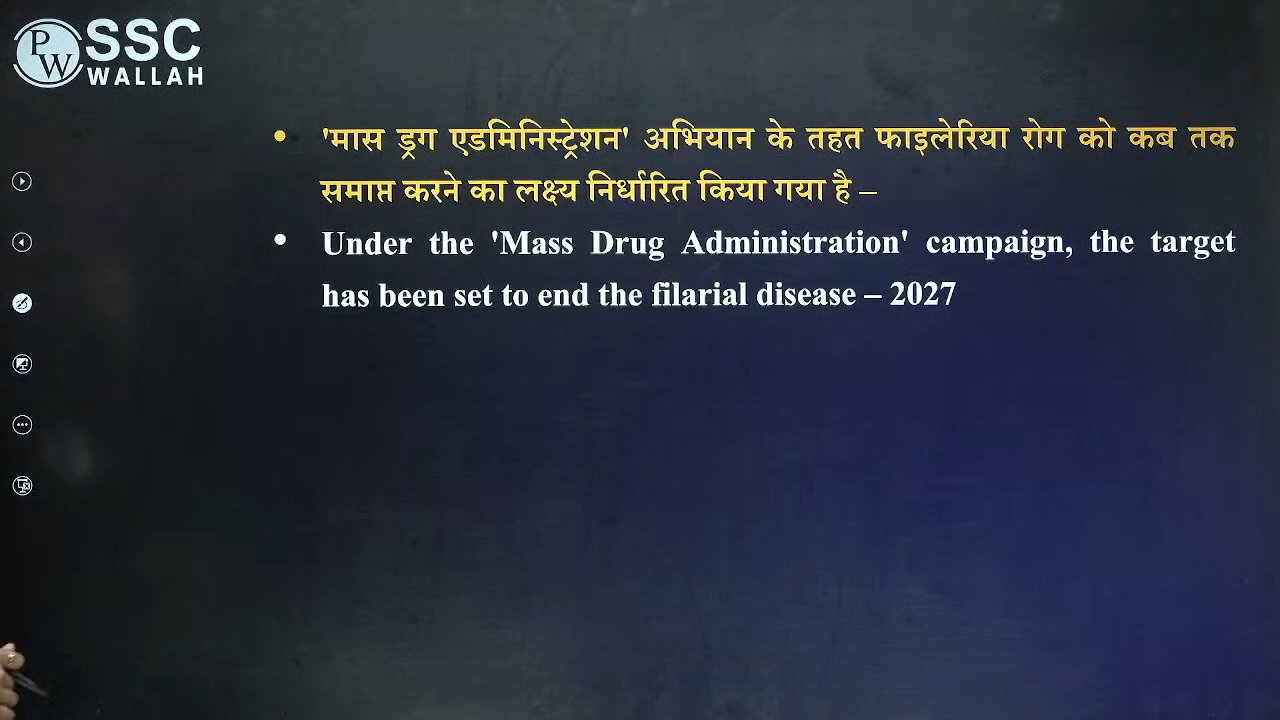 PW
SSC
WALLAH
• 'मास ड्रग एडमिनिस्ट्रेशन' अभियान के तहत फाइलेरिया रोग को कब तक
समाप्त करने का लक्ष्य निर्धारित किया गया है –
• Under the 'Mass Drug Administration' campaign, the target
has been set to end the filarial disease – 2027